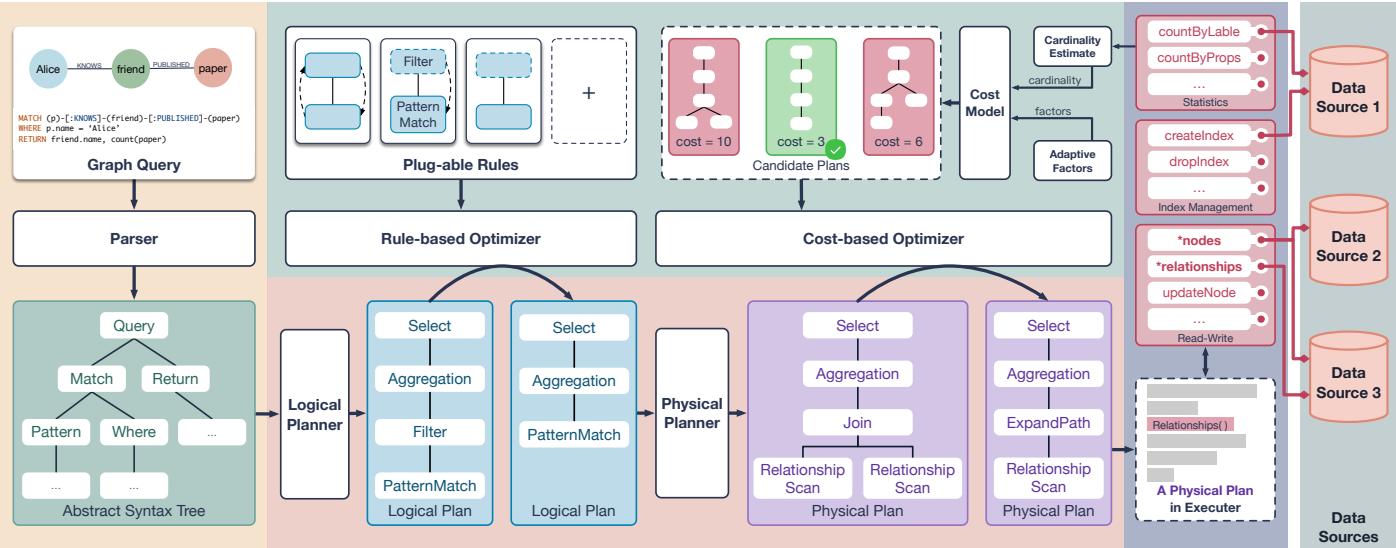 Alice
KNOWS
friend
PUBLISHED
paper
MATCH (p)-[:KNOWS]-(friend)-[:PUBLISHED]-(paper)
WHERE p.name = ‘Alice’
RETURN friend.name, count(paper)
Graph Query
Parser
Query
Match
Return
Pattern
Where
...
...
...
Abstract Syntax Tree
Filter
Pattern
Match
+
Plug-able Rules
Rule-based Optimizer
cost = 10
cost = 3
cost = 6
Candidate Plans
Cost
Model
Cardinality
Estimate
cardinality
factors
Adaptive
Factors
Cost-based Optimizer
Logical
Planner
Select
Aggregation
Filter
PatternMatch
Logical Plan
Select
Aggregation
PatternMatch
Logical Plan
Physical
Planner
Select
Aggregation
Join
Relationship
Scan
Relationship
Scan
Physical Plan
Select
Aggregation
ExpandPath
Relationship
Scan
Physical Plan
countByLable
countByProps
...
Statistics
createIndex
dropIndex
...
Index Management
*nodes
*relationships
updateNode
...
Read-Write
Relationships( )
A Physical Plan
in Executer
Data
Source 1
Data
Source 2
Data
Source 3
Data
Sources